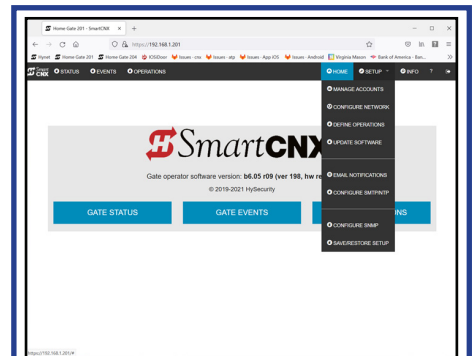 Home Gate 201 - SmartCNX
https://192.168.1.201
Hynet Home Gate 201 Home Gate 204 iOSDoor Issues · cnx Issues · atp Issues · App iOS Issues · Android Virginia Mason Bank of America - Ban...
Smart CNX STATUS EVENTS OPERATIONS HOME SETUP INFO ?
MANAGE ACCOUNTS
CONFIGURE NETWORK
DEFINE OPERATIONS
UPDATE SOFTWARE
EMAIL NOTIFICATIONS
CONFIGURE SMTP/NTP
CONFIGURE SNMP
SAVE/RESTORE SETUP
SmartCNX
Gate operator software version: b6.05 r09 (ver 198, hw re
© 2019-2021 HySecurity
GATE STATUS GATE EVENTS NS
https://192.168.1.201/#